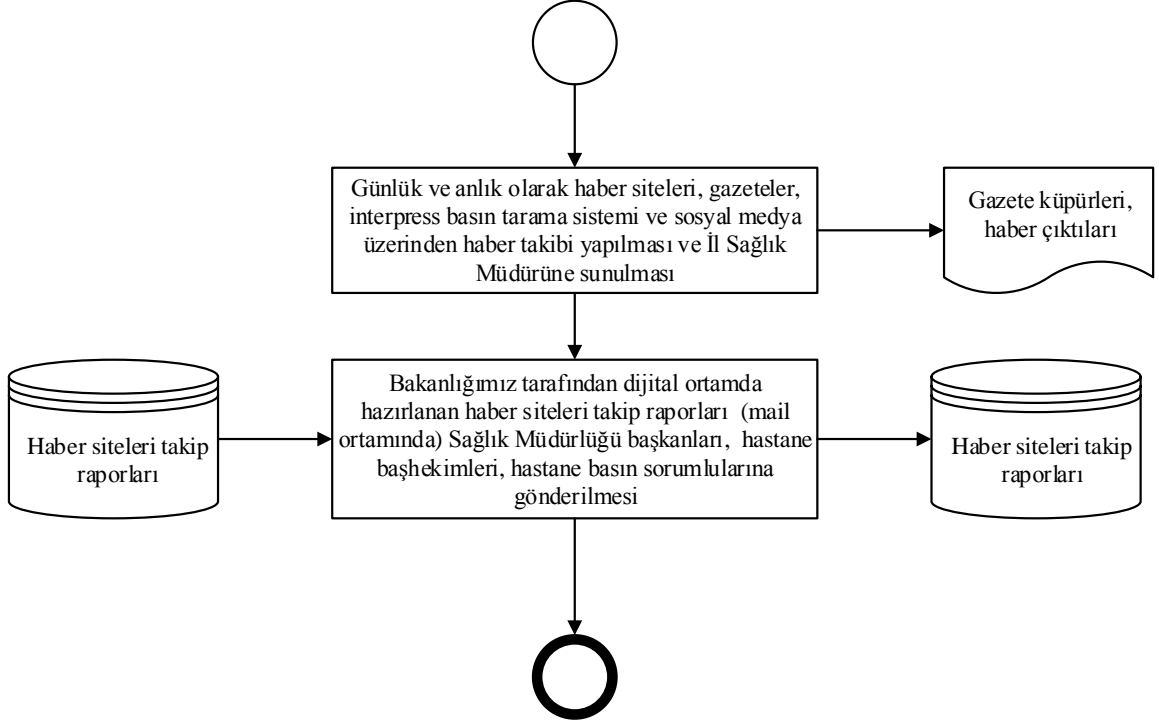 Günlük ve anlık olarak haber siteleri, gazeteler,
interpress basın tarama sistemi ve sosyal medya
üzerinden haber takibi yapılması ve İl Sağlık
Müdürüne sunulması
Gazete küpürleri,
haber çıktıları
Haber siteleri takip
raporları
Bakanlığımız tarafından dijital ortamda
hazırlanan haber siteleri takip raporları (mail
ortamında) Sağlık Müdürlüğü başkanları, hastane
başhekimleri, hastane basın sorumlularına
gönderilmesi
Haber siteleri takip
raporları